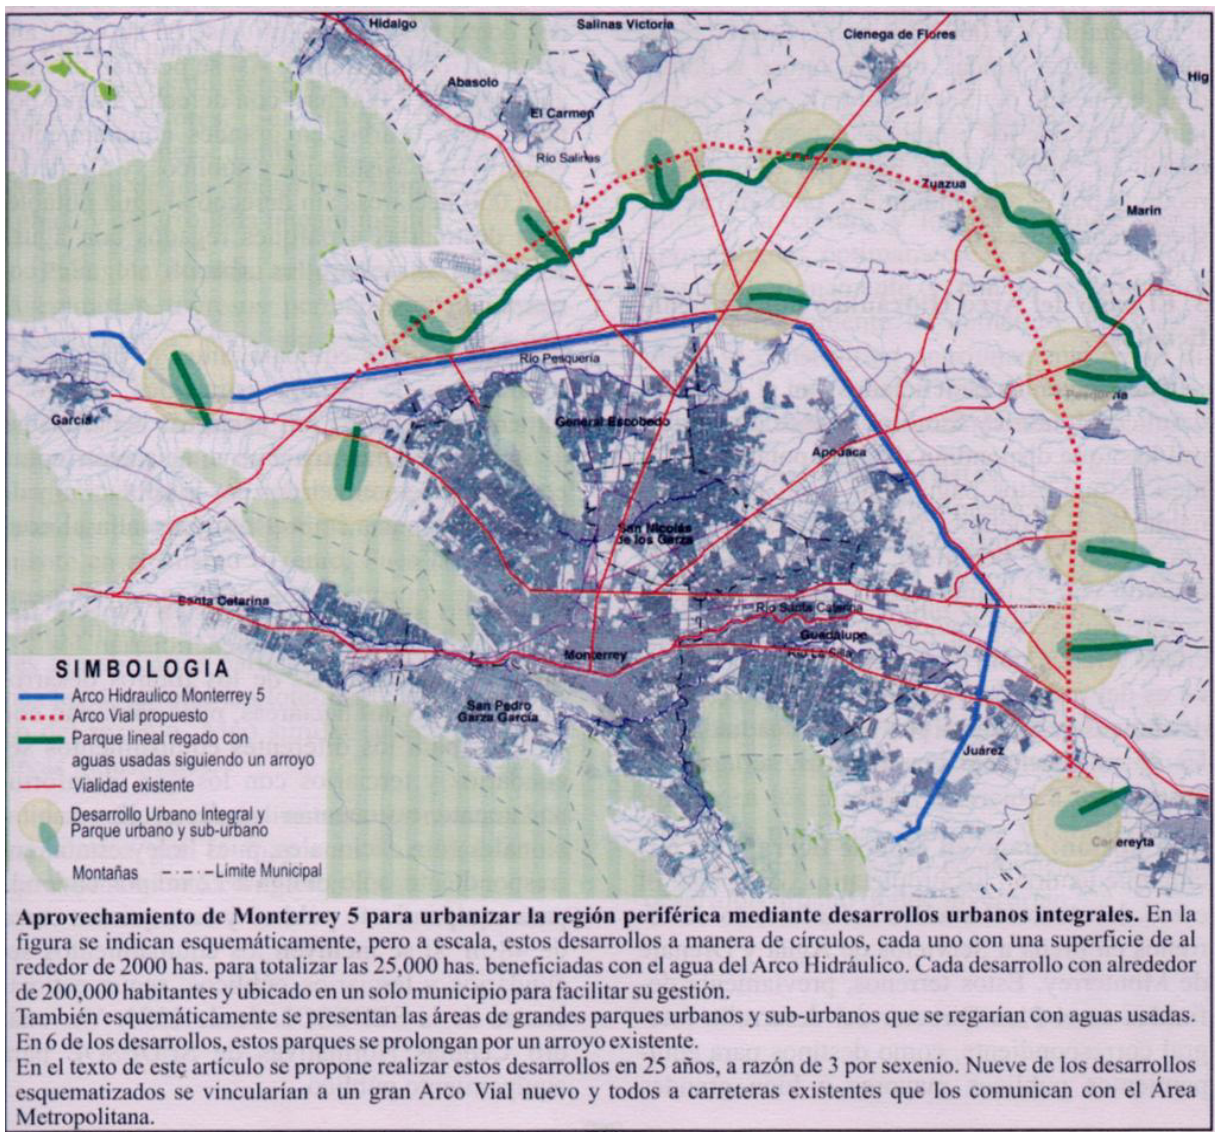 Hidalgo
Salinas Victoria
Cienega de Flores
Hig
Abasolo
El Carmen
Río Salinas
Zuazua
Marin
Río Pesquería
García
General Escobedo
Pesquería
Apodaca
San Nicolás
de los Garza
Santa Catarina
Río Santa Catarina
Guadalupe
Río La Silla
Monterrey
San Pedro
Garza García
Juárez
Ca ereyta
SIMBOLOGIA
Arco Hidraulico Monterrey 5
Arco Vial propuesto
Parque lineal regado con
aguas usadas siguiendo un arroyo
Vialidad existente
Desarrollo Urbano Integral y
Parque urbano y sub-urbano
Montañas
Límite Municipal
Aprovechamiento de Monterrey 5 para urbanizar la región periférica mediante desarrollos urbanos integrales. En la
figura se indican esquemáticamente, pero a escala, estos desarrollos a manera de círculos, cada uno con una superficie de al
rededor de 2000 has. para totalizar las 25,000 has. beneficiadas con el agua del Arco Hidráulico. Cada desarrollo con alrededor
de 200,000 habitantes y ubicado en un solo municipio para facilitar su gestión.
También esquemáticamente se presentan las áreas de grandes parques urbanos y sub-urbanos que se regarían con aguas usadas.
En 6 de los desarrollos, estos parques se prolongan por un arroyo existente.
En el texto de este artículo se propone realizar estos desarrollos en 25 años, a razón de 3 por sexenio. Nueve de los desarrollos
esquematizados se vincularían a un gran Arco Vial nuevo y todos a carreteras existentes que los comunican con el Área
Metropolitana.